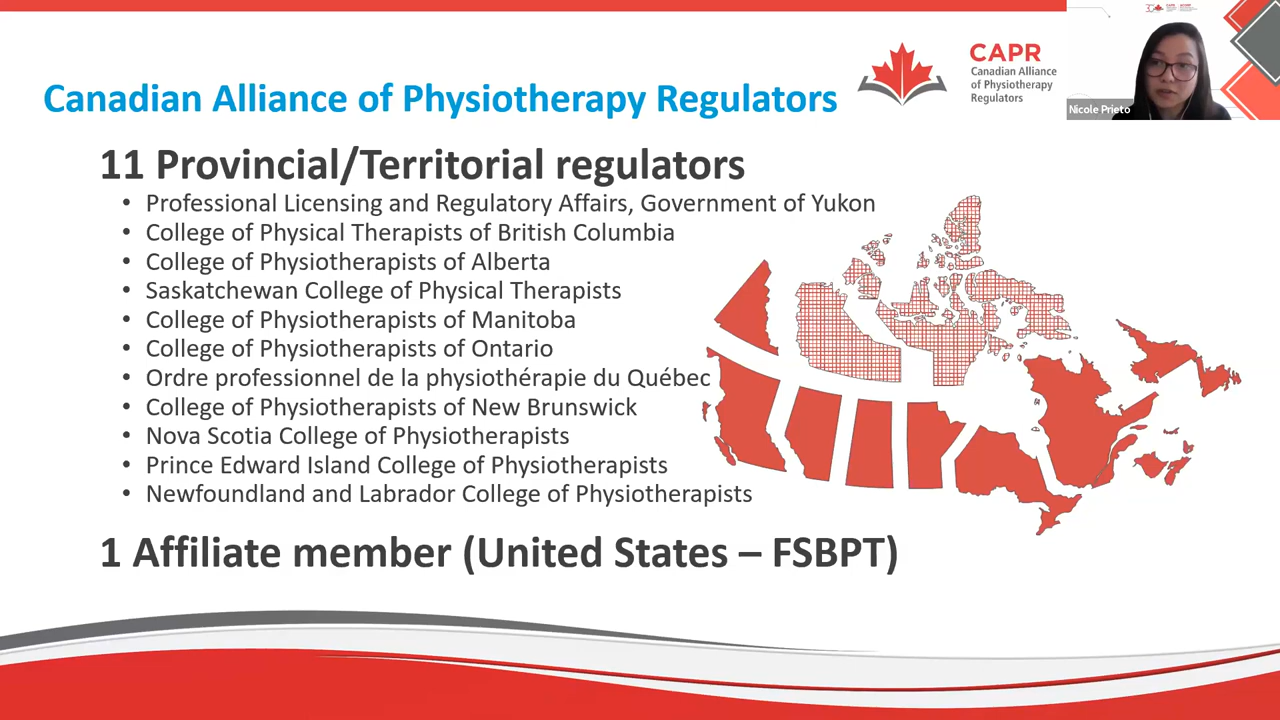 Canadian Alliance of Physiotherapy Regulators
CAPR
Canadian Alliance
of Physiotherapy
Regulators
Nicole Prieto
11 Provincial/Territorial regulators
• Professional Licensing and Regulatory Affairs, Government of Yukon
• College of Physical Therapists of British Columbia
• College of Physiotherapists of Alberta
• Saskatchewan College of Physical Therapists
• College of Physiotherapists of Manitoba
• College of Physiotherapists of Ontario
• Ordre professionnel de la physiothérapie du Québec
• College of Physiotherapists of New Brunswick
• Nova Scotia College of Physiotherapists
• Prince Edward Island College of Physiotherapists
• Newfoundland and Labrador College of Physiotherapists
1 Affiliate member (United States – FSBPT)